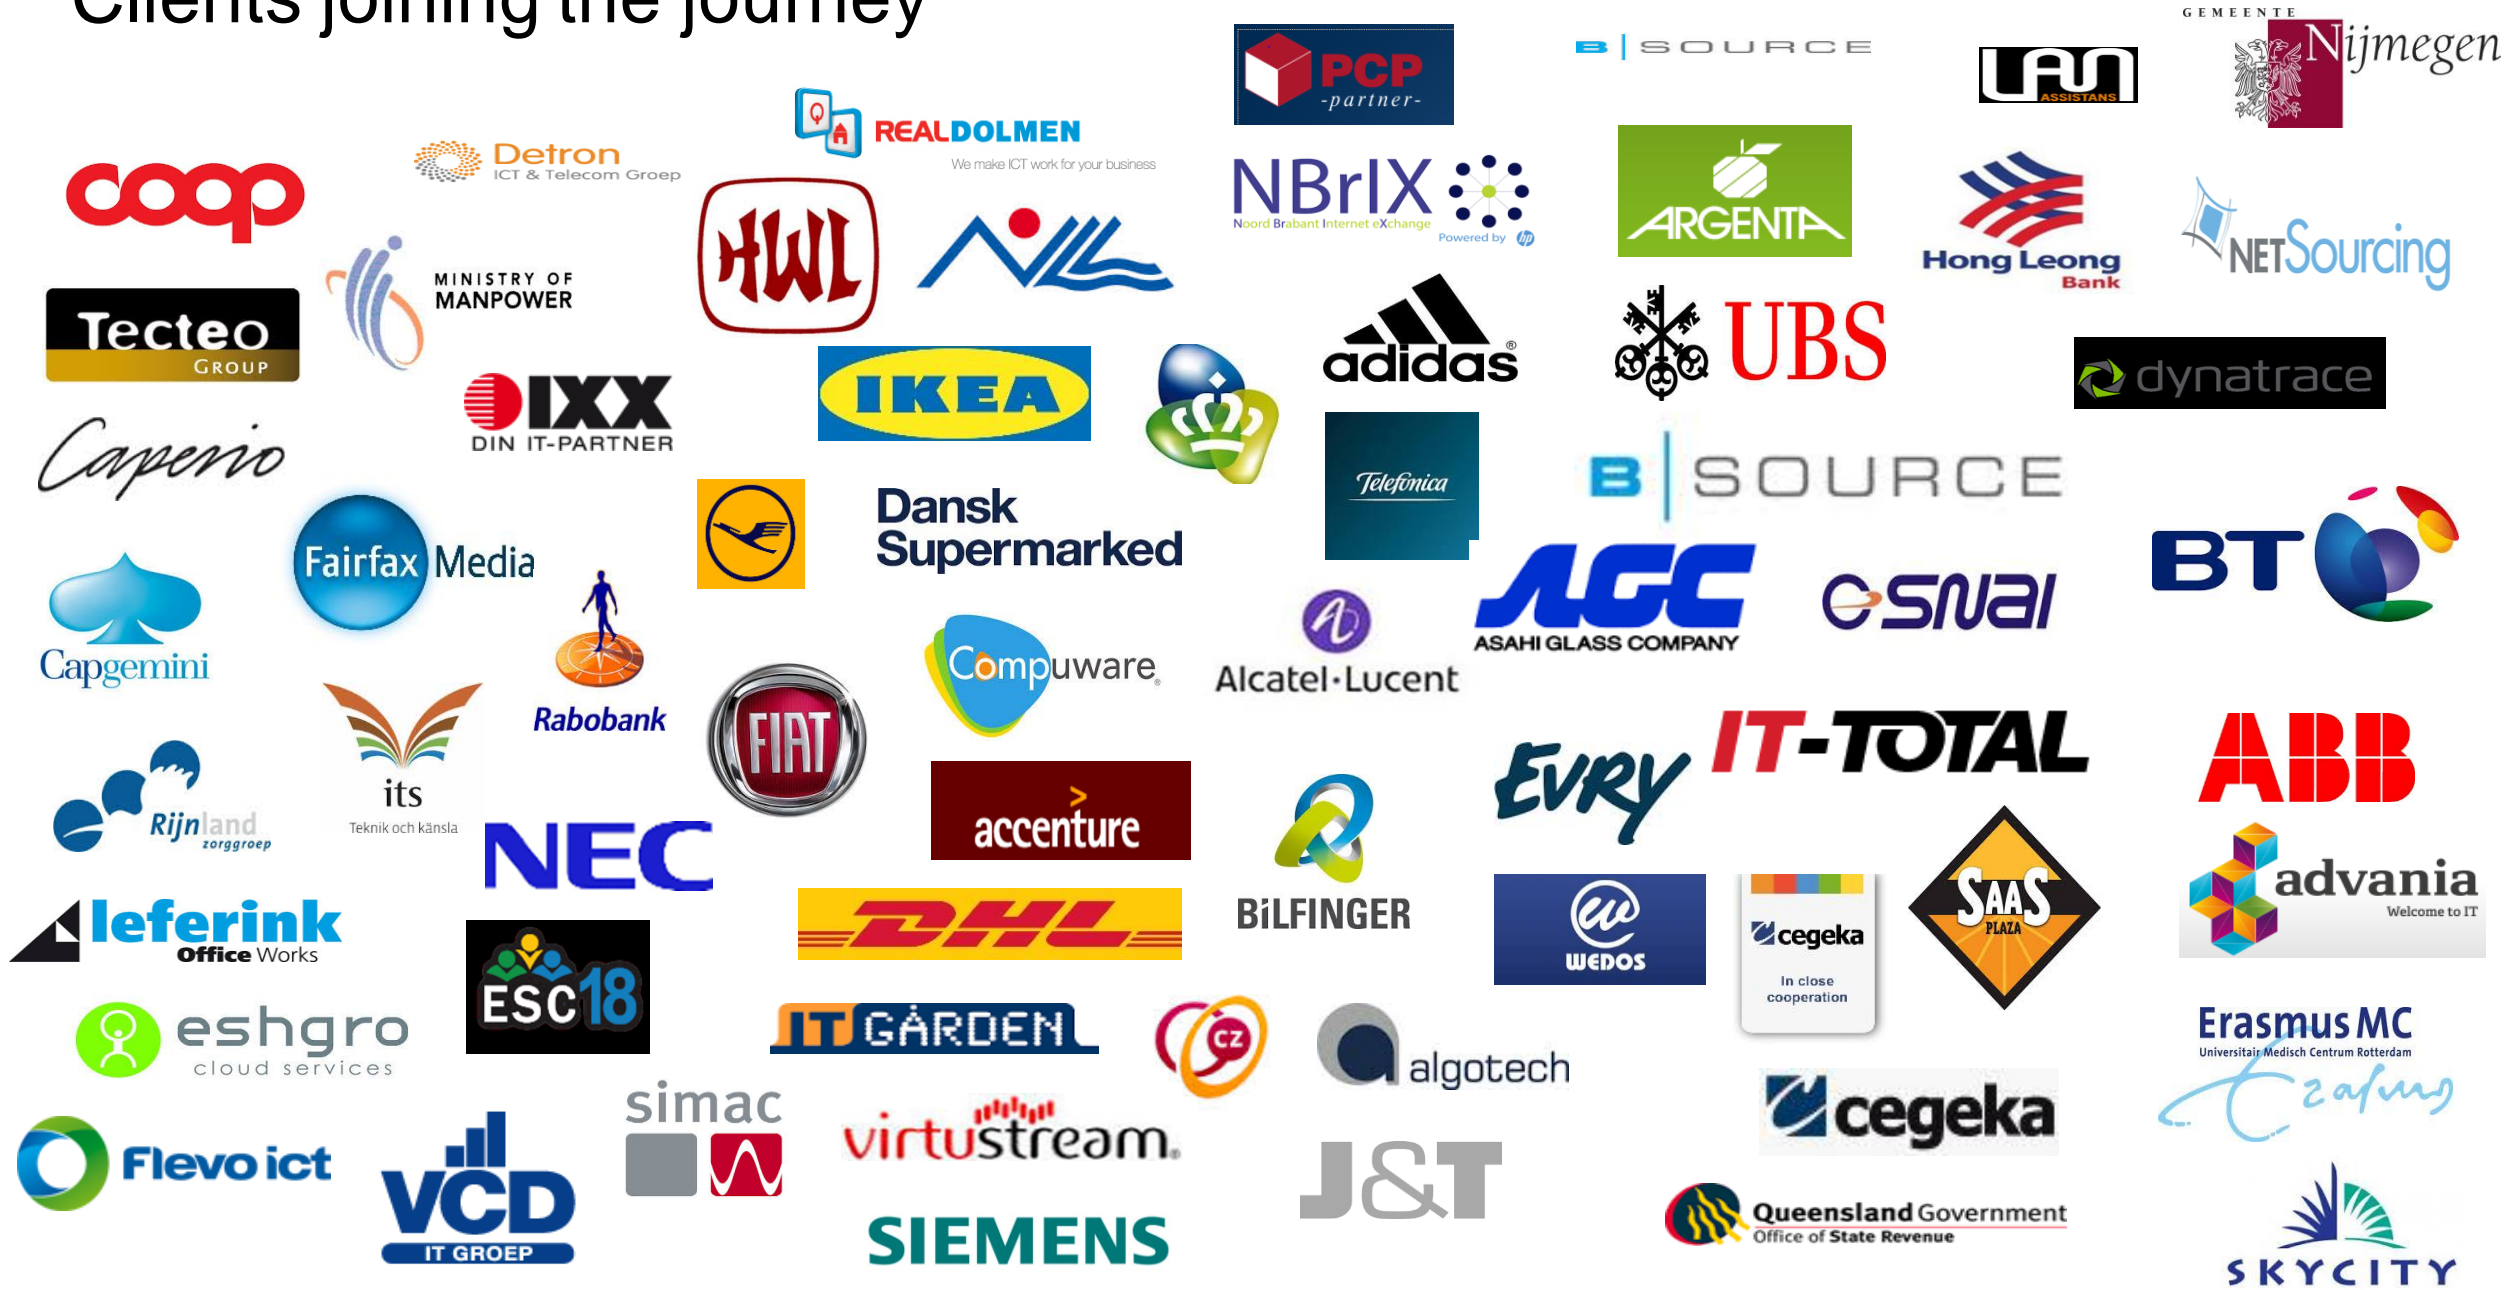 Clients joining the journey
GEMEENTE
Nijmegen
PCP
-partner-
B|SOURCE
LAN
ASSISTANS
REALDOLMEN
We make ICT work for your business
Detron
ICT & Telecom Groep
coop
HWL
NBrIX
Noord Brabant Internet eXchange
Powered by hp
ARGENTA
Hong Leong
Bank
NETSourcing
MINISTRY OF
MANPOWER
Tecteo
GROUP
adidas®
UBS
dynatrace
DIXX
DIN IT-PARTNER
IKEA
Caperio
Telefónica
B|SOURCE
Dansk
Supermarked
Fairfax Media
BT
AGC
ASAHI GLASS COMPANY
SNAI
Capgemini
Compuware®
Alcatel·Lucent
Rabobank
FIAT
its
Teknik och känsla
IT-TOTAL
ABB
EVRY
Rijnland
zorggroep
NEC
>
accenture
BiLFINGER
WEDOS
cegeka
In close
cooperation
SAAS
PLAZA
advania
Welcome to IT
leferink
Office Works
DHL
ESC18
eshgro
cloud services
IT GÅRDEN
CZ
algotech
Erasmus MC
Universitair Medisch Centrum Rotterdam
Erasmus
cegeka
simac
Flevo ict
VCD
IT GROEP
virtustream®
J&T
SIEMENS
Queensland Government
Office of State Revenue
SKYCITY